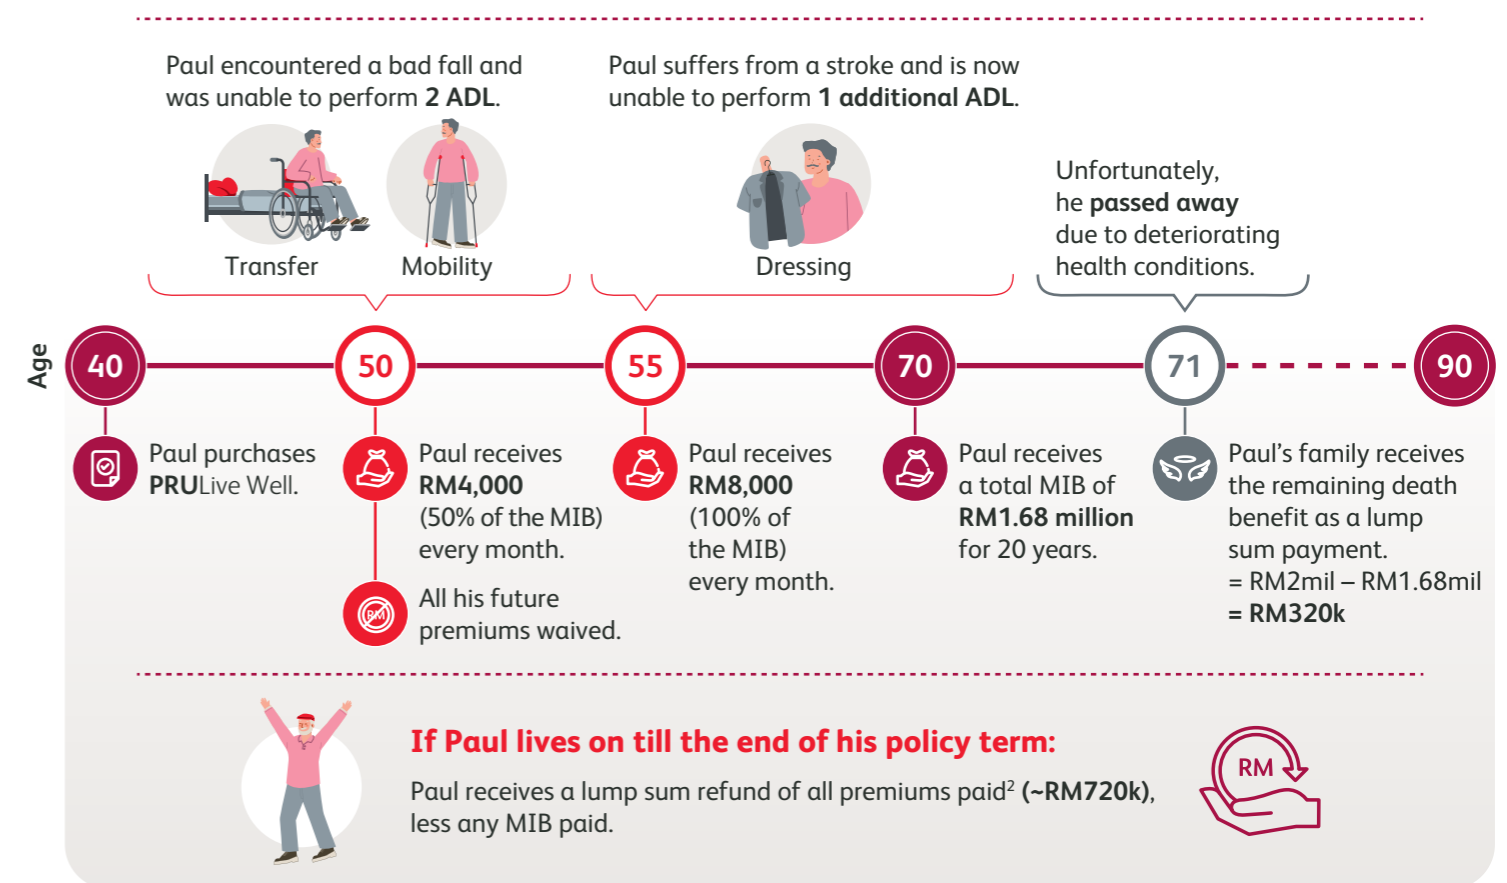 Paul encountered a bad fall and
was unable to perform 2 ADL.
Transfer
Mobility
Paul suffers from a stroke and is now
unable to perform 1 additional ADL.
Dressing
Unfortunately,
he passed away
due to deteriorating
health conditions.
Age
40
50
55
70
71
90
Paul purchases
PRULive Well.
Paul receives
RM4,000
(50% of the MIB)
every month.
RM
All his future
premiums waived.
Paul receives
RM8,000
(100% of
the MIB)
every month.
Paul receives
a total MIB of
RM1.68 million
for 20 years.
Paul’s family receives
the remaining death
benefit as a lump
sum payment.
= RM2mil – RM1.68mil
= RM320k
If Paul lives on till the end of his policy term:
Paul receives a lump sum refund of all premiums paid² (~RM720k),
less any MIB paid.
RM